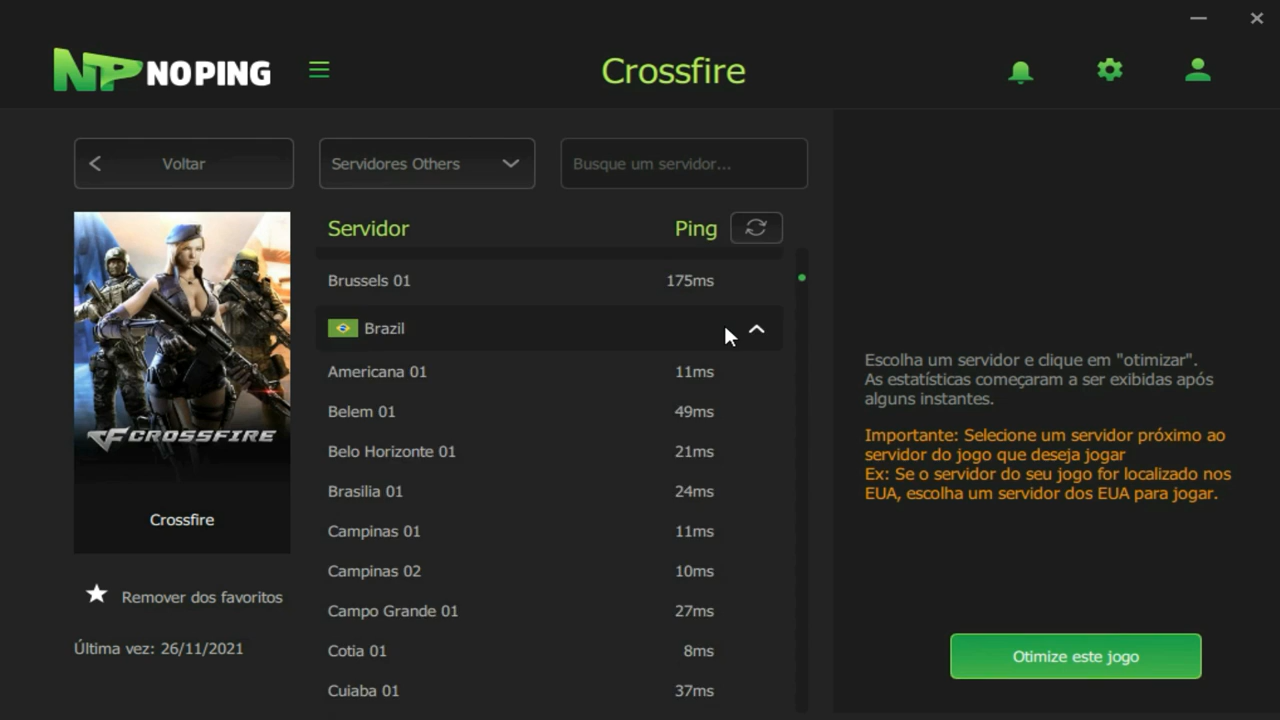 NP NOPING
Crossfire
Voltar
Servidores Others
Busque um servidor...
Servidor Ping
Brussels 01 175ms
Brazil
Americana 01 11ms
Belem 01 49ms
Belo Horizonte 01 21ms
Brasilia 01 24ms
Campinas 01 11ms
Campinas 02 10ms
Campo Grande 01 27ms
Cotia 01 8ms
Cuiaba 01 37ms
CF CROSSFIRE
Crossfire
Remover dos favoritos
Última vez: 26/11/2021
Escolha um servidor e clique em "otimizar".
As estatísticas começaram a ser exibidas após
alguns instantes.
Importante: Selecione um servidor próximo ao
servidor do jogo que deseja jogar
Ex: Se o servidor do seu jogo for localizado nos
EUA, escolha um servidor dos EUA para jogar.
Otimize este jogo